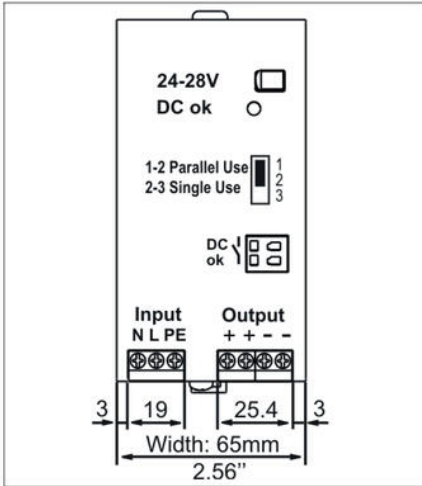 24-28V
DC ok
1-2 Parallel Use
2-3 Single Use
1
2
3
DC
ok
Input Output
N L PE + + - -
3 19 25.4 3
Width: 65mm
2.56’’